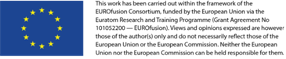 This work has been carried out within the framework of the
EUROfusion Consortium, funded by the European Union via the
Euratom Research and Training Programme (Grant Agreement No
101052200 — EUROfusion). Views and opinions expressed are however
those of the author(s) only and do not necessarily reflect those of the
European Union or the European Commission. Neither the European
Union nor the European Commission can be held responsible for them.